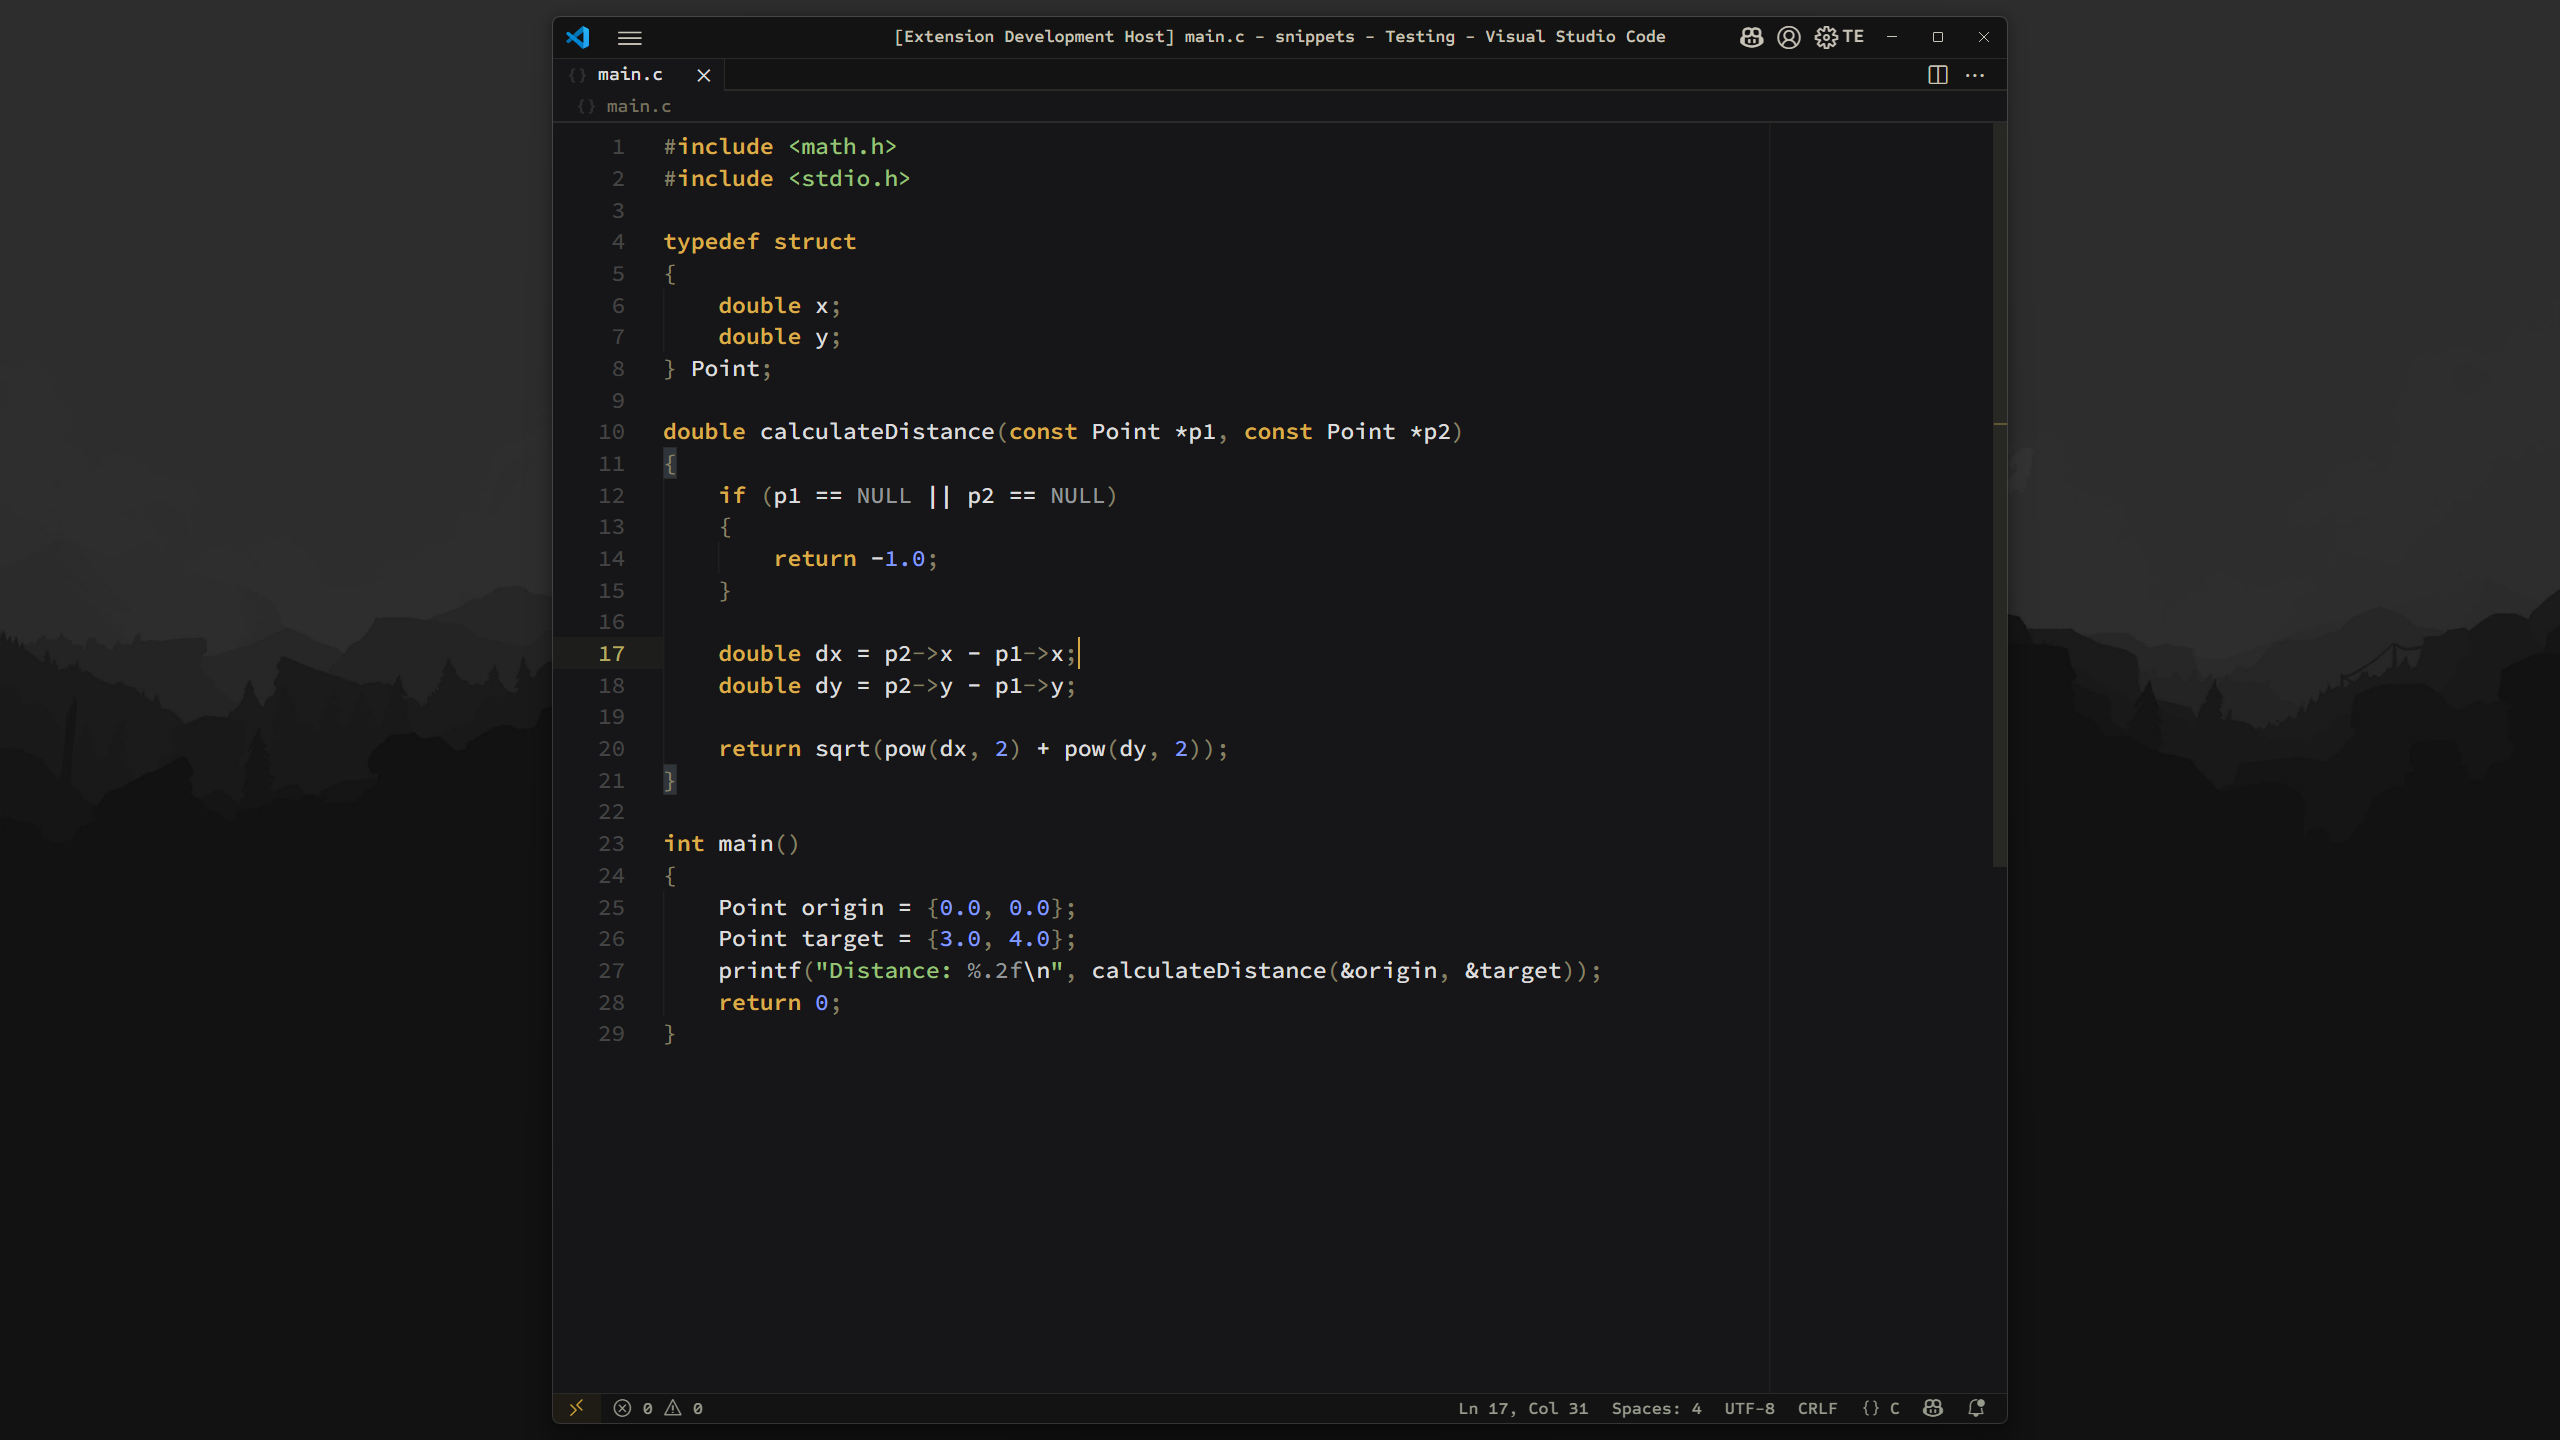 [Extension Development Host] main.c - snippets - Testing - Visual Studio Code
TE
{} main.c
{} main.c
1 #include <math.h>
2 #include <stdio.h>
3
4 typedef struct
5 {
6     double x;
7     double y;
8 } Point;
9
10 double calculateDistance(const Point *p1, const Point *p2)
11 {
12     if (p1 == NULL || p2 == NULL)
13     {
14         return -1.0;
15     }
16
17     double dx = p2->x - p1->x;
18     double dy = p2->y - p1->y;
19
20     return sqrt(pow(dx, 2) + pow(dy, 2));
21 }
22
23 int main()
24 {
25     Point origin = {0.0, 0.0};
26     Point target = {3.0, 4.0};
27     printf("Distance: %.2f\n", calculateDistance(&origin, &target));
28     return 0;
29 }
0 0 Ln 17, Col 31 Spaces: 4 UTF-8 CRLF {} C